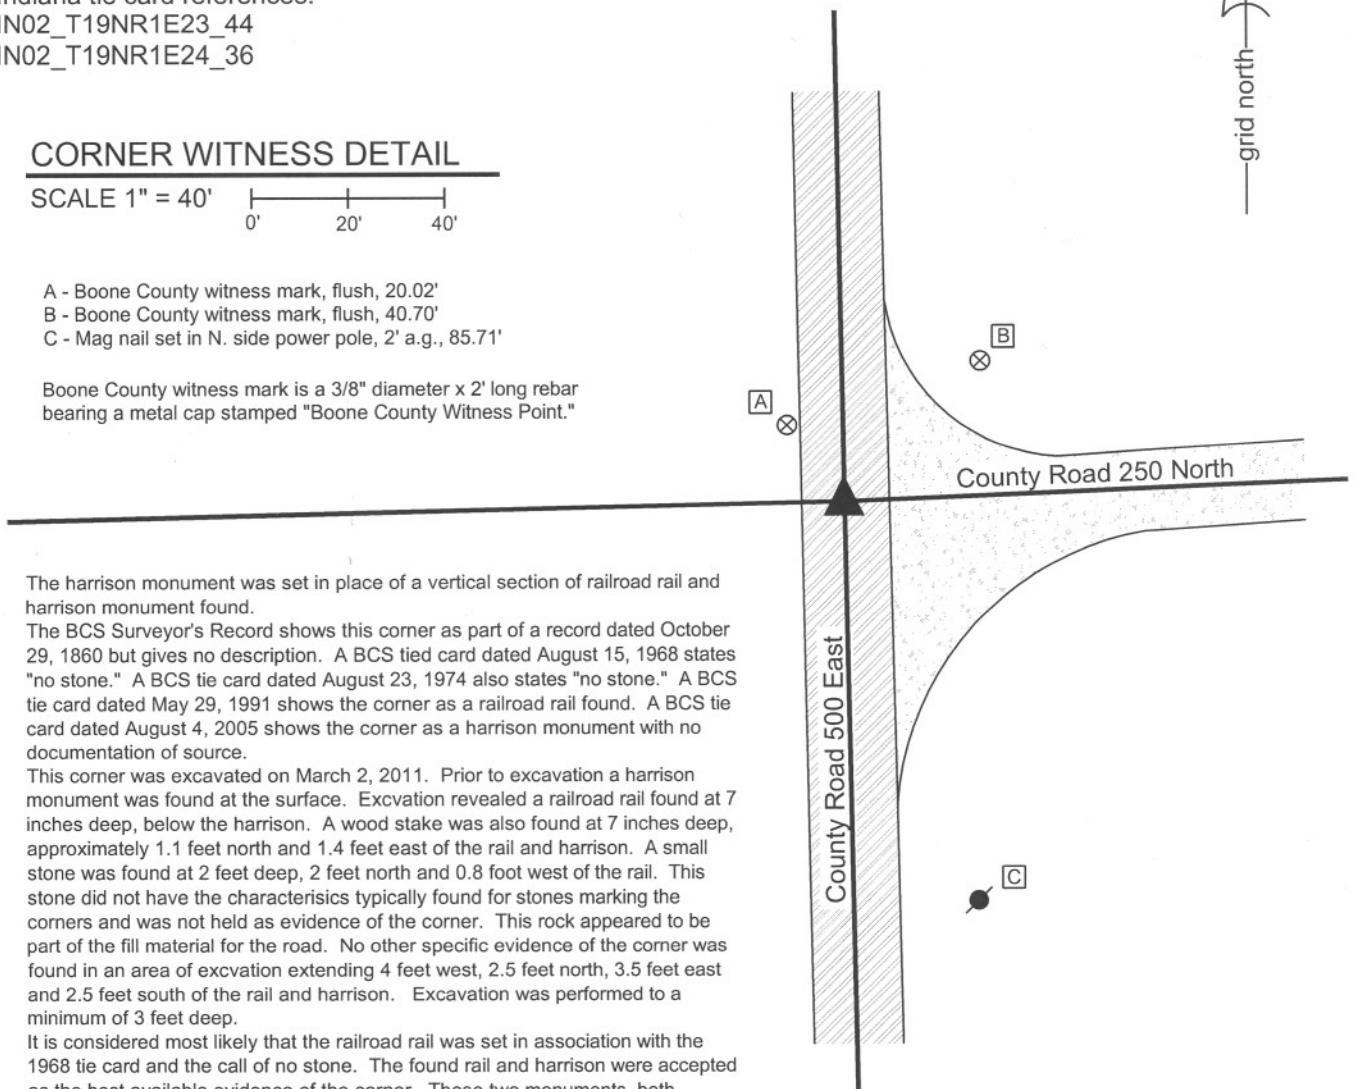 IN02_T19NR1E23_44
IN02_T19NR1E24_36
grid north
CORNER WITNESS DETAIL
SCALE 1" = 40'
0' 20' 40'
A - Boone County witness mark, flush, 20.02'
B - Boone County witness mark, flush, 40.70'
C - Mag nail set in N. side power pole, 2' a.g., 85.71'
Boone County witness mark is a 3/8" diameter x 2' long rebar
bearing a metal cap stamped "Boone County Witness Point."
B
A
County Road 250 North
County Road 500 East
C
The harrison monument was set in place of a vertical section of railroad rail and
harrison monument found.
The BCS Surveyor's Record shows this corner as part of a record dated October
29, 1860 but gives no description. A BCS tied card dated August 15, 1968 states
"no stone." A BCS tie card dated August 23, 1974 also states "no stone." A BCS
tie card dated May 29, 1991 shows the corner as a railroad rail found. A BCS tie
card dated August 4, 2005 shows the corner as a harrison monument with no
documentation of source.
This corner was excavated on March 2, 2011. Prior to excavation a harrison
monument was found at the surface. Excvation revealed a railroad rail found at 7
inches deep, below the harrison. A wood stake was also found at 7 inches deep,
approximately 1.1 feet north and 1.4 feet east of the rail and harrison. A small
stone was found at 2 feet deep, 2 feet north and 0.8 foot west of the rail. This
stone did not have the characterisics typically found for stones marking the
corners and was not held as evidence of the corner. This rock appeared to be
part of the fill material for the road. No other specific evidence of the corner was
found in an area of excvation extending 4 feet west, 2.5 feet north, 3.5 feet east
and 2.5 feet south of the rail and harrison. Excavation was performed to a
minimum of 3 feet deep.
It is considered most likely that the railroad rail was set in association with the
1968 tie card and the call of no stone. The found rail and harrison were accepted